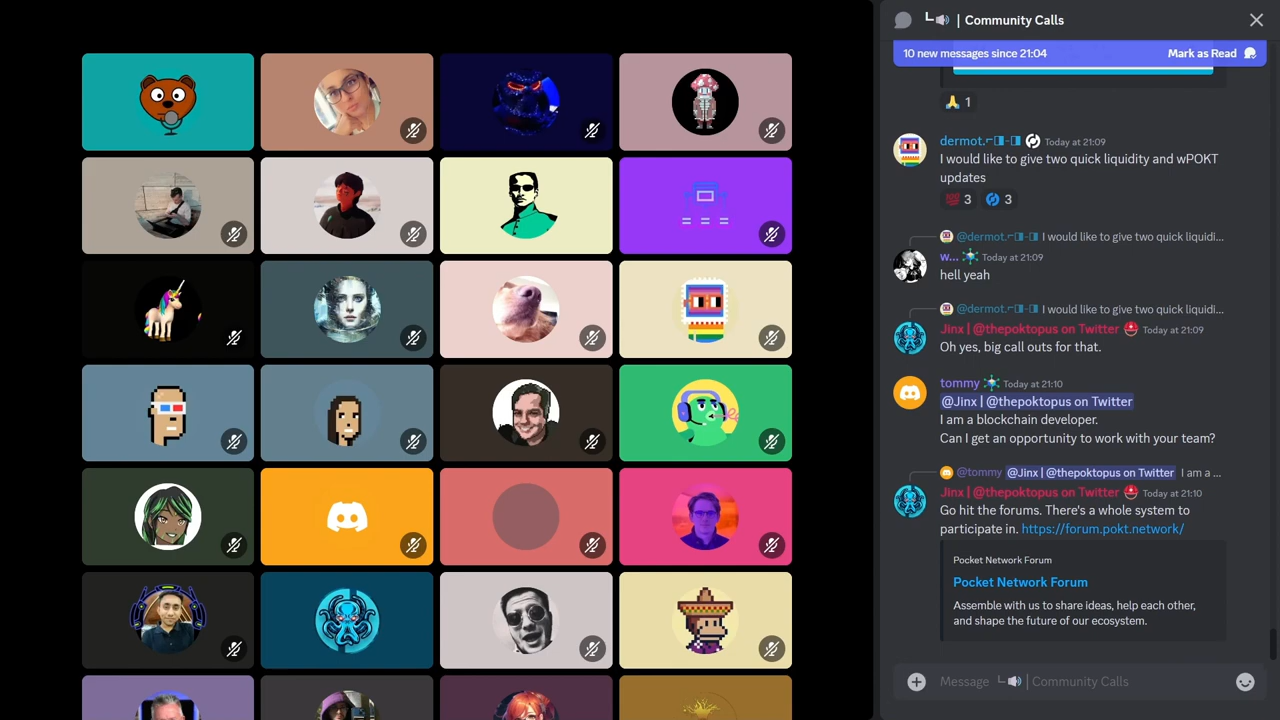 | Community Calls
10 new messages since 21:04
Mark as Read
1
dermot. Today at 21:09
I would like to give two quick liquidity and wPOKT
updates
3 3
@dermot. I would like to give two quick liquidi...
w... Today at 21:09
hell yeah
@dermot. I would like to give two quick liquidi...
Jinx | @thepoktopus on Twitter Today at 21:09
Oh yes, big call outs for that.
tommy Today at 21:10
@Jinx | @thepoktopus on Twitter
I am a blockchain developer.
Can I get an opportunity to work with your team?
@tommy @Jinx | @thepoktopus on Twitter I am a ...
Jinx | @thepoktopus on Twitter Today at 21:10
Go hit the forums. There's a whole system to
participate in. https://forum.pokt.network/
Pocket Network Forum
Pocket Network Forum
Assemble with us to share ideas, help each other,
and shape the future of our ecosystem.
Message | Community Calls